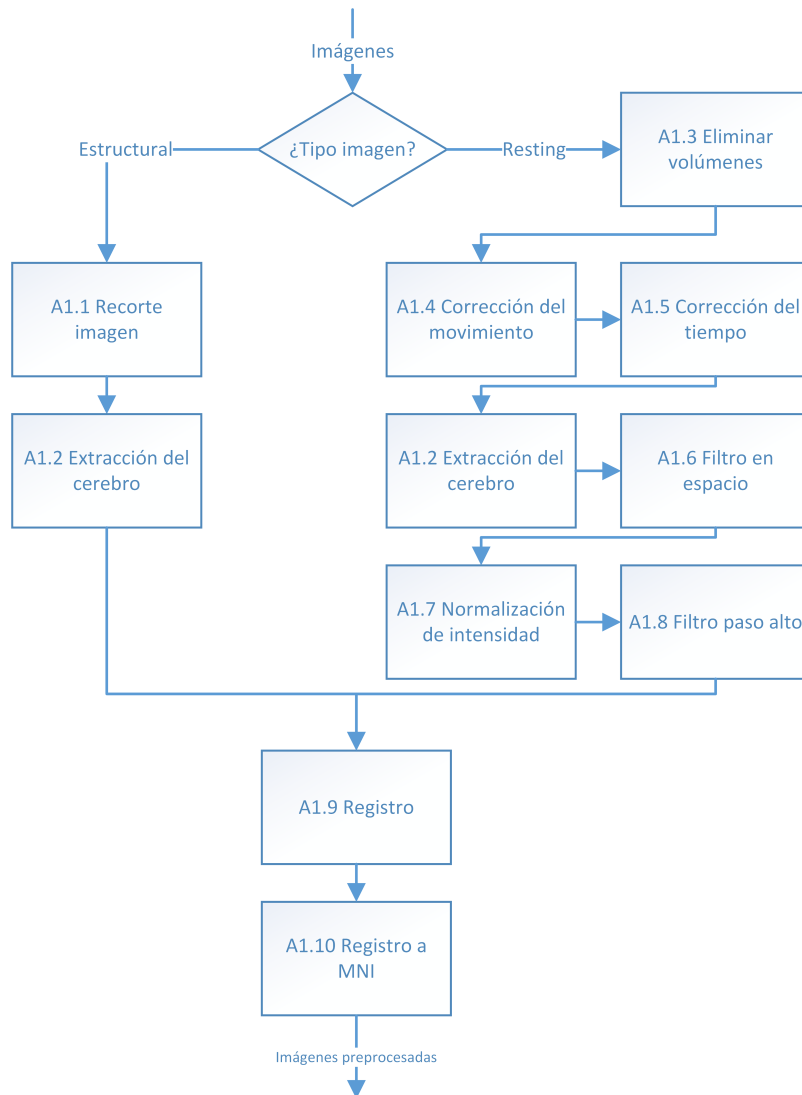 Imágenes
Estructural
¿Tipo imagen?
Resting
A1.3 Eliminar
volúmenes
A1.1 Recorte
imagen
A1.4 Corrección del
movimiento
A1.5 Corrección del
tiempo
A1.2 Extracción del
cerebro
A1.2 Extracción del
cerebro
A1.6 Filtro en
espacio
A1.7 Normalización
de intensidad
A1.8 Filtro paso alto
A1.9 Registro
A1.10 Registro a
MNI
Imágenes preprocesadas